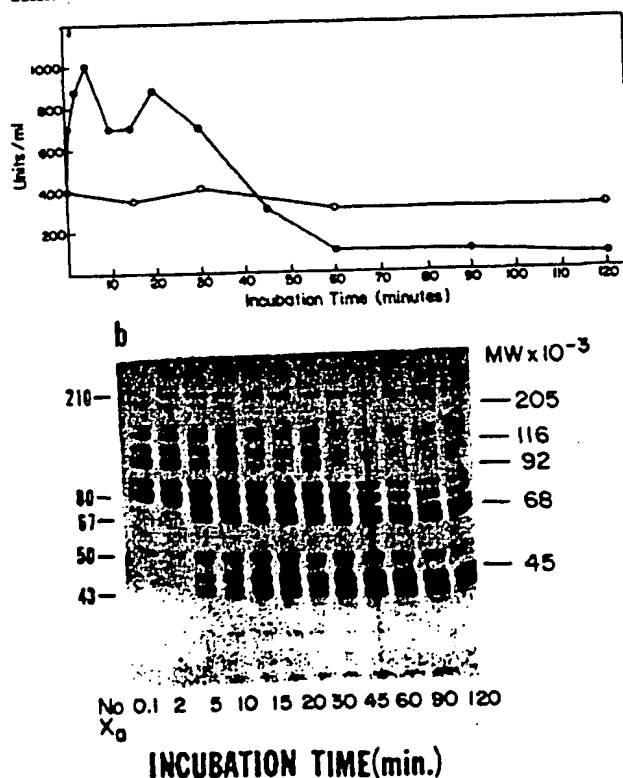 1000
800
600
400
200
Units/ml
10 20 30 40 50 60 70 80 90 100 110 120
Incubation Time (minutes)
b
MW x 10⁻³
210— —205
—116
—92
80— —68
67—
50— —45
43—
No Xa 0.1 2 5 10 15 20 30 45 60 90 120
INCUBATION TIME(min.)